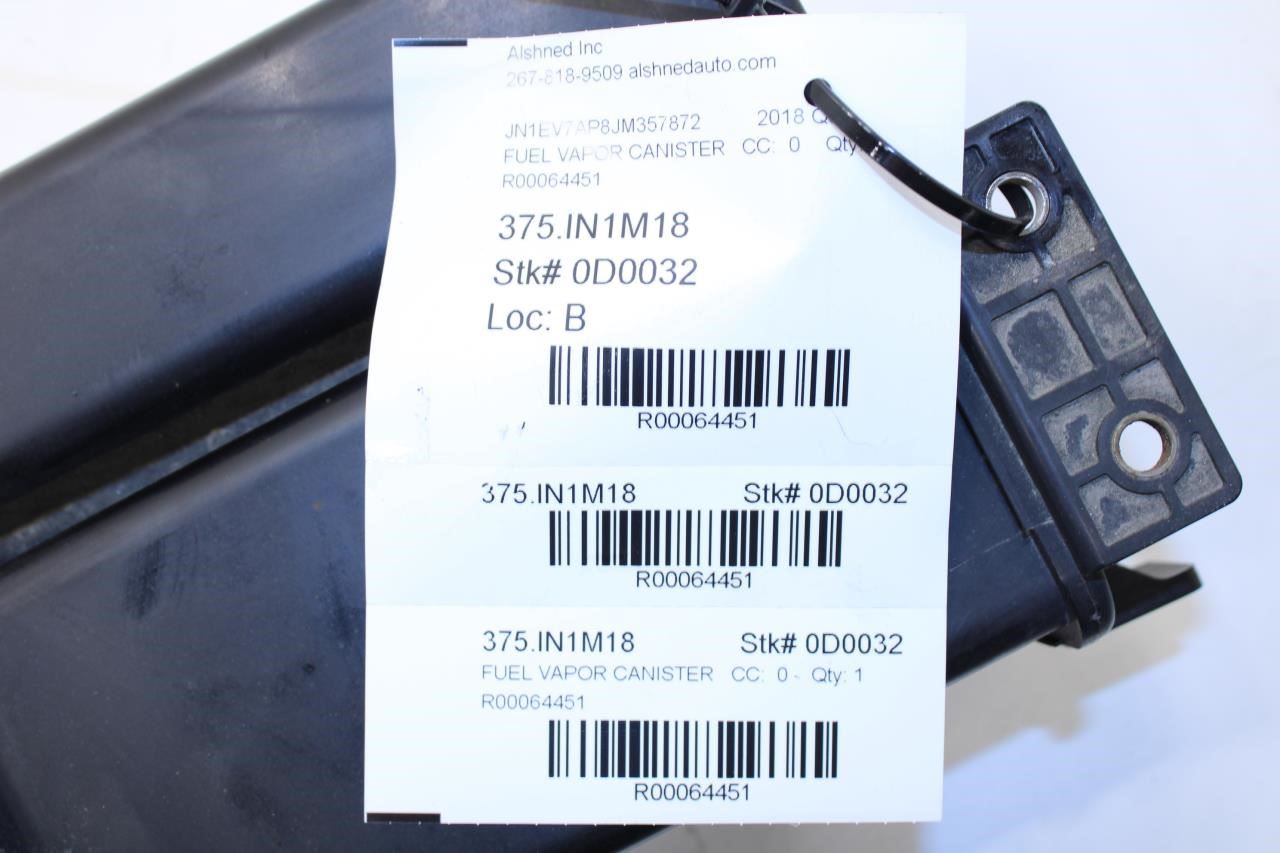 Alshned Inc
267-818-9509 alshnedauto.com
JN1EV7AP8JM357872 2018
FUEL VAPOR CANISTER CC: 0 Qty:
R00064451
375.IN1M18
Stk# 0D0032
Loc: B
R00064451
375.IN1M18 Stk# 0D0032
R00064451
375.IN1M18 Stk# 0D0032
FUEL VAPOR CANISTER CC: 0 Qty: 1
R00064451
R00064451